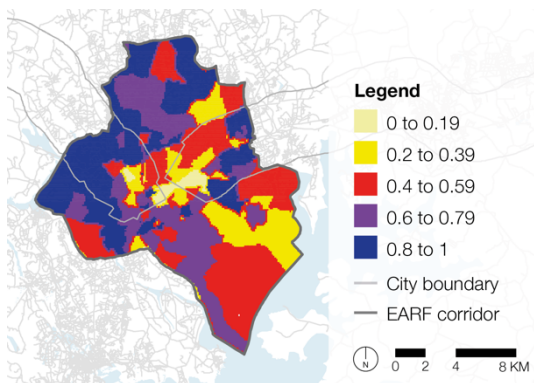 Legend
0 to 0.19
0.2 to 0.39
0.4 to 0.59
0.6 to 0.79
0.8 to 1
City boundary
EARF corridor
N
0 2 4 8 KM